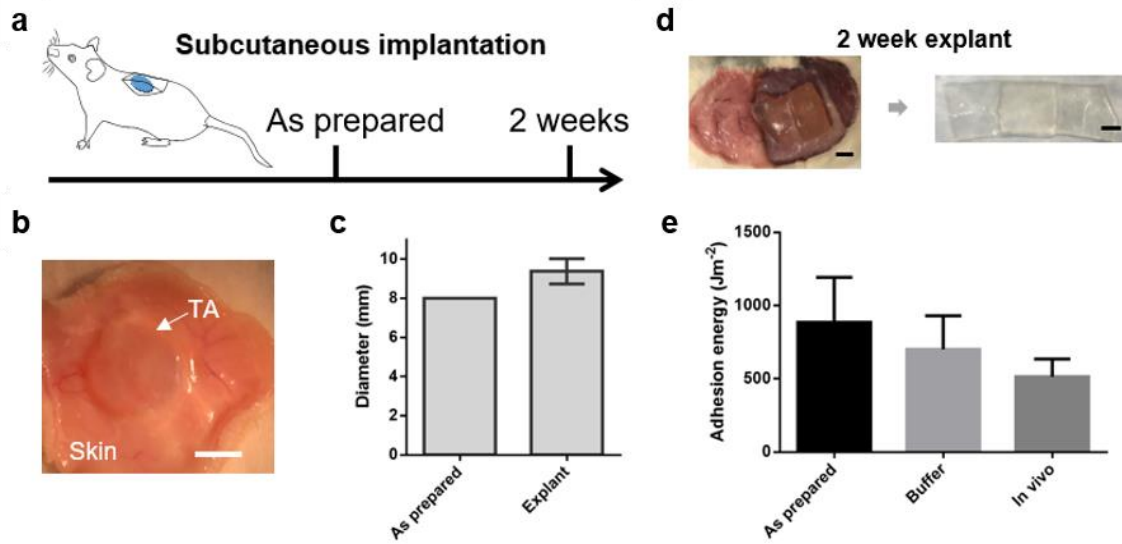 a
Subcutaneous implantation
As prepared
2 weeks
b
TA
Skin
c
Diameter (mm)
10
8
6
4
2
0
As prepared
Explant
d
2 week explant
e
Adhesion energy (Jm⁻²)
1500
1000
500
0
As prepared
Buffer
In vivo